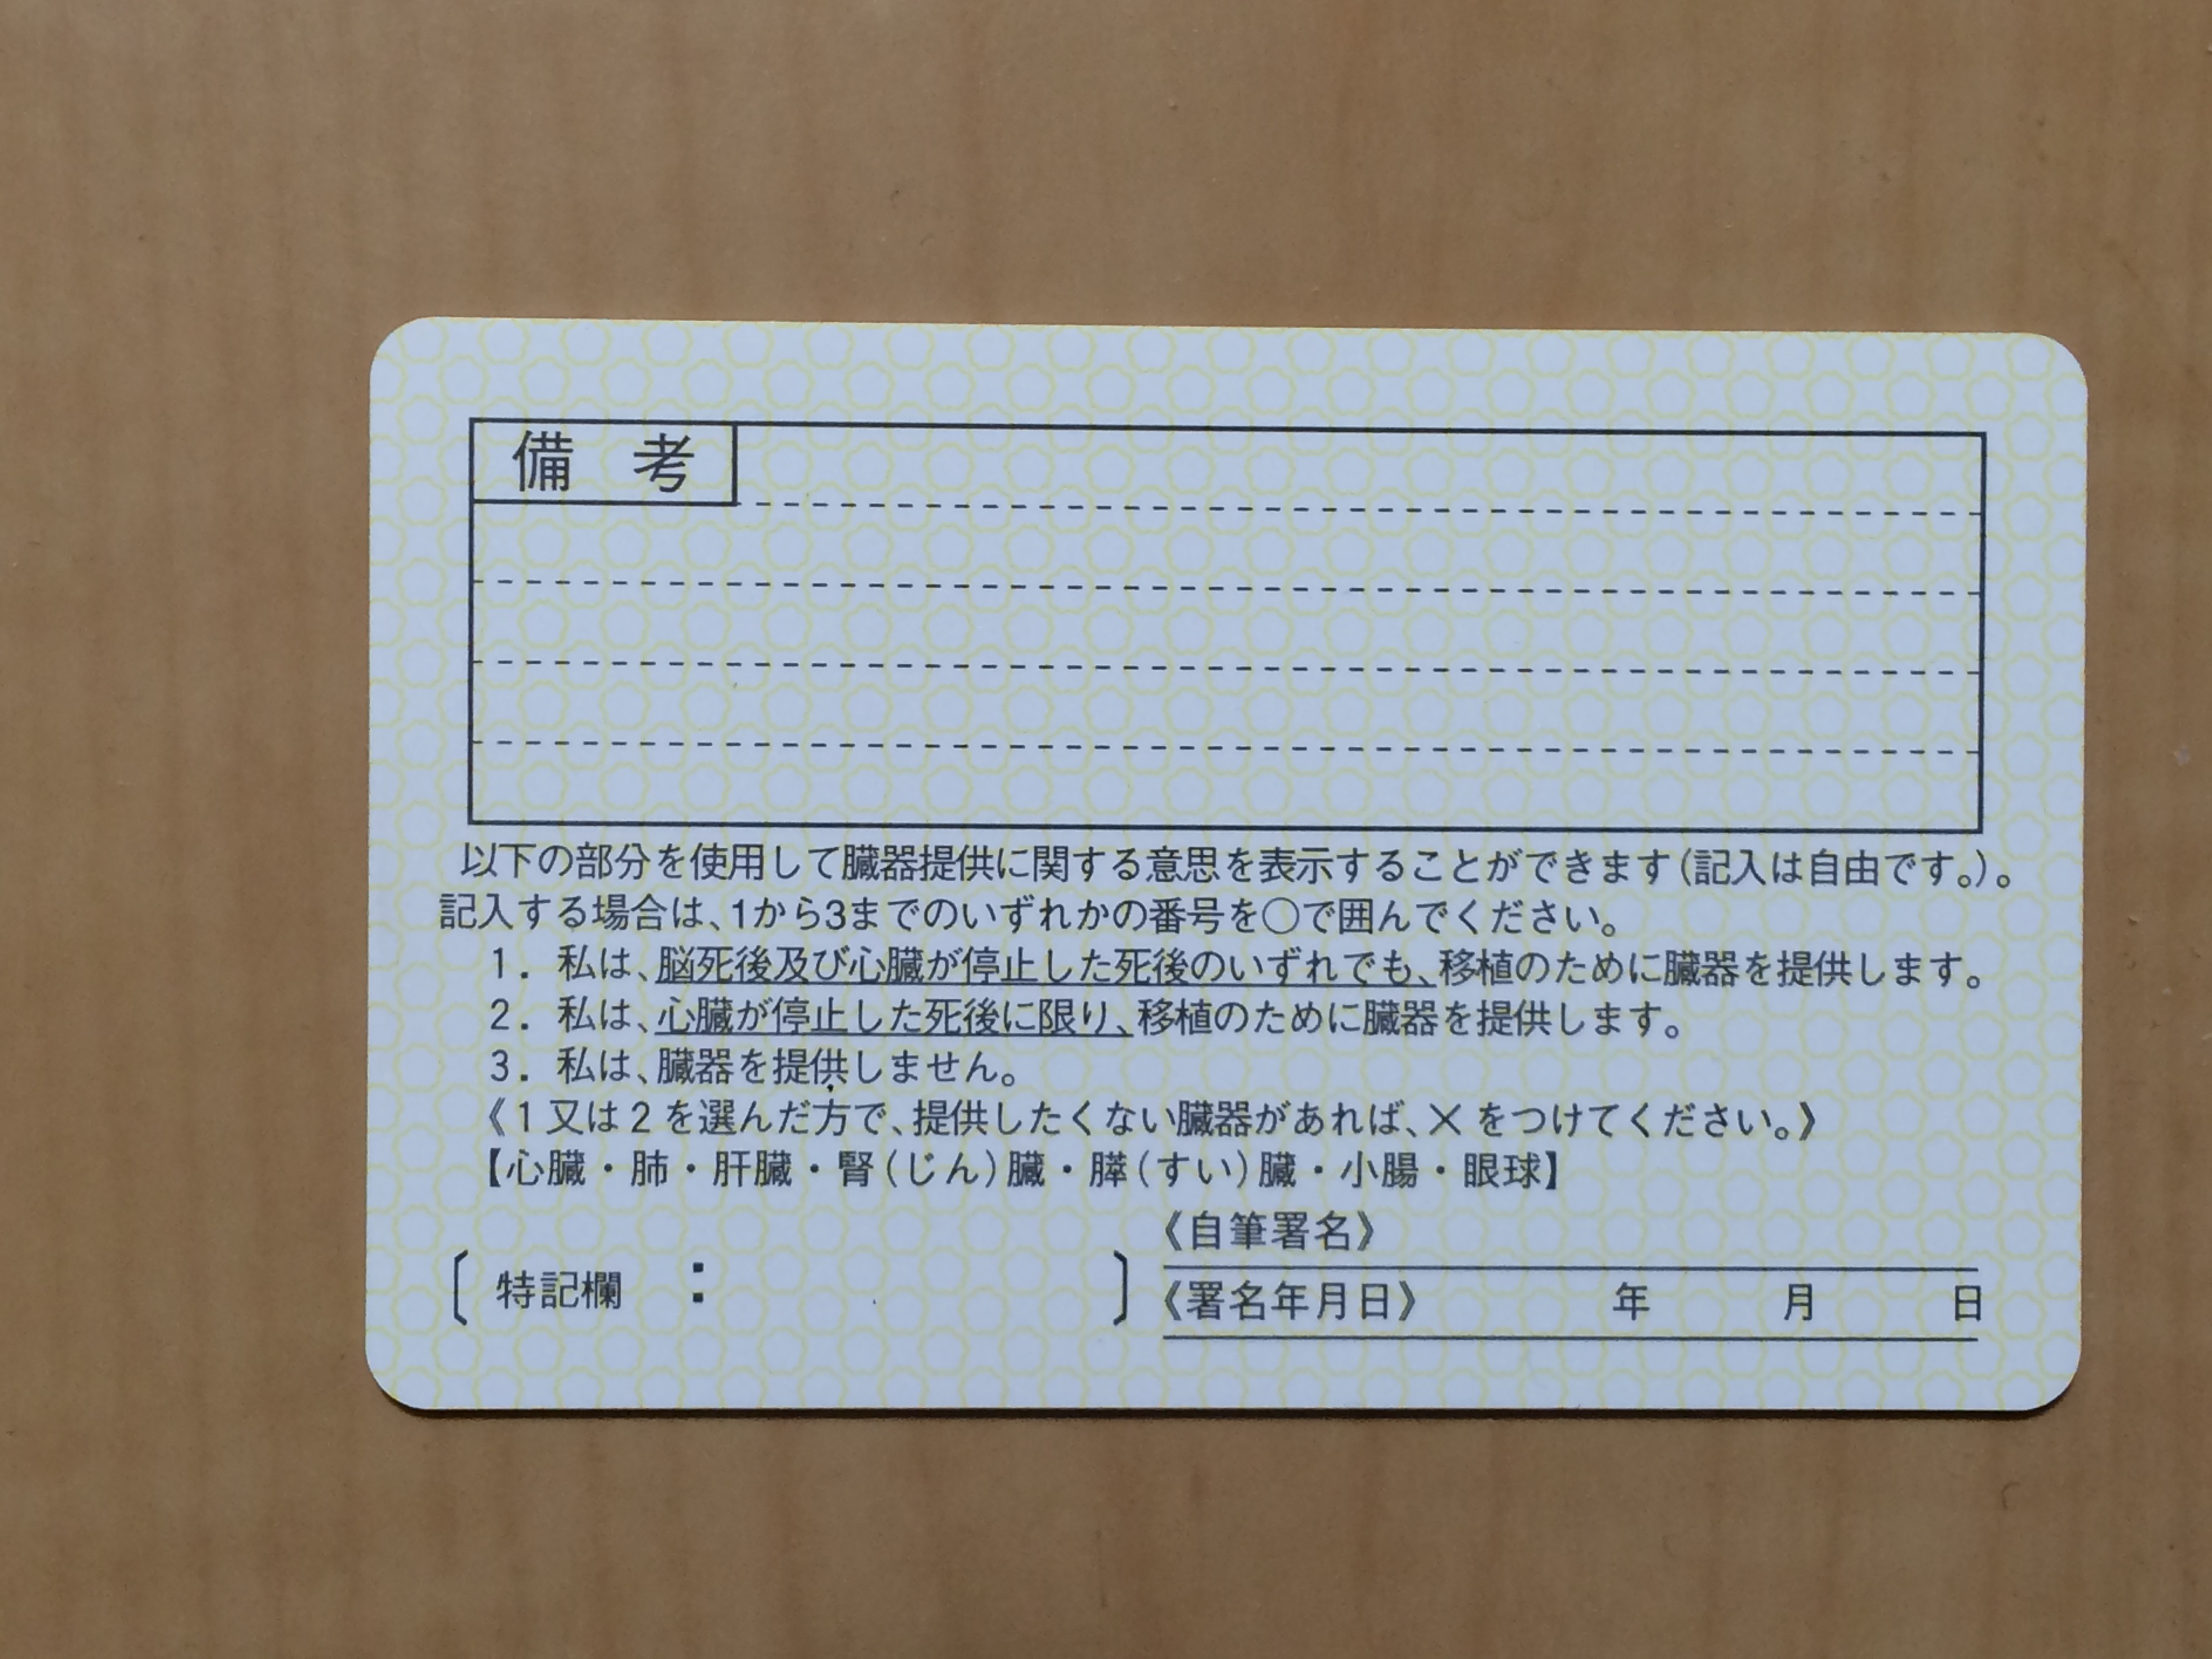 備 考
以下の部分を使用して臓器提供に関する意思を表示することができます(記入は自由です。)。
記入する場合は、1から3までのいずれかの番号を○で囲んでください。
1. 私は、脳死後及び心臓が停止した死後のいずれでも、移植のために臓器を提供します。
2. 私は、心臓が停止した死後に限り、移植のために臓器を提供します。
3. 私は、臓器を提供しません。
《1又は2を選んだ方で、提供したくない臓器があれば、×をつけてください。》
【心臓・肺・肝臓・腎(じん)臓・膵(すい)臓・小腸・眼球】
《自筆署名》
〔 特記欄 : 〕
《署名年月日》 年 月 日